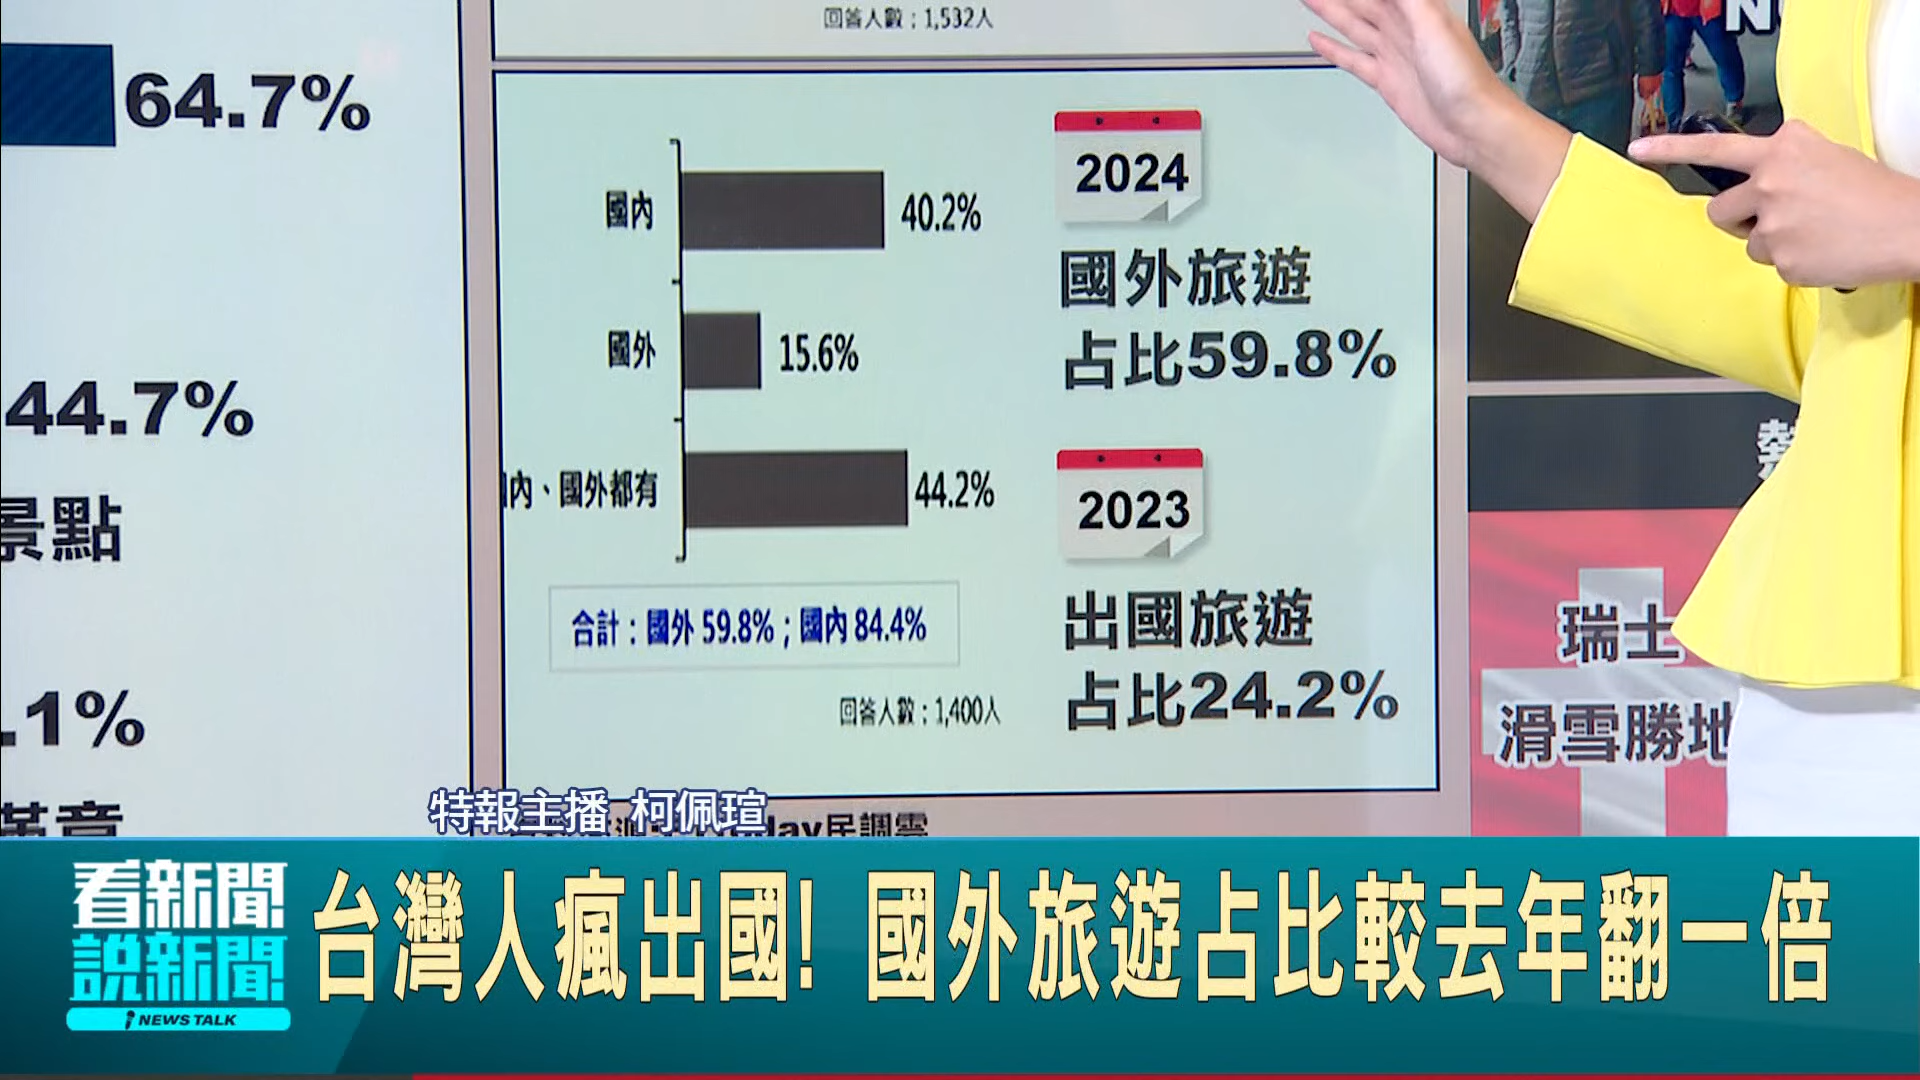 64.7%
44.7%
景點
.1%
滿意
回答人數：1,532人
國內 40.2%
國外 15.6%
內、國外都有 44.2%
合計：國外 59.8%；國內 84.4%
回答人數：1,400人
2024
國外旅遊
占比59.8%
2023
出國旅遊
占比24.2%
瑞士
滑雪勝地
特報主播 柯佩瑄
看新聞
說新聞
i NEWS TALK
台灣人瘋出國! 國外旅遊占比較去年翻一倍